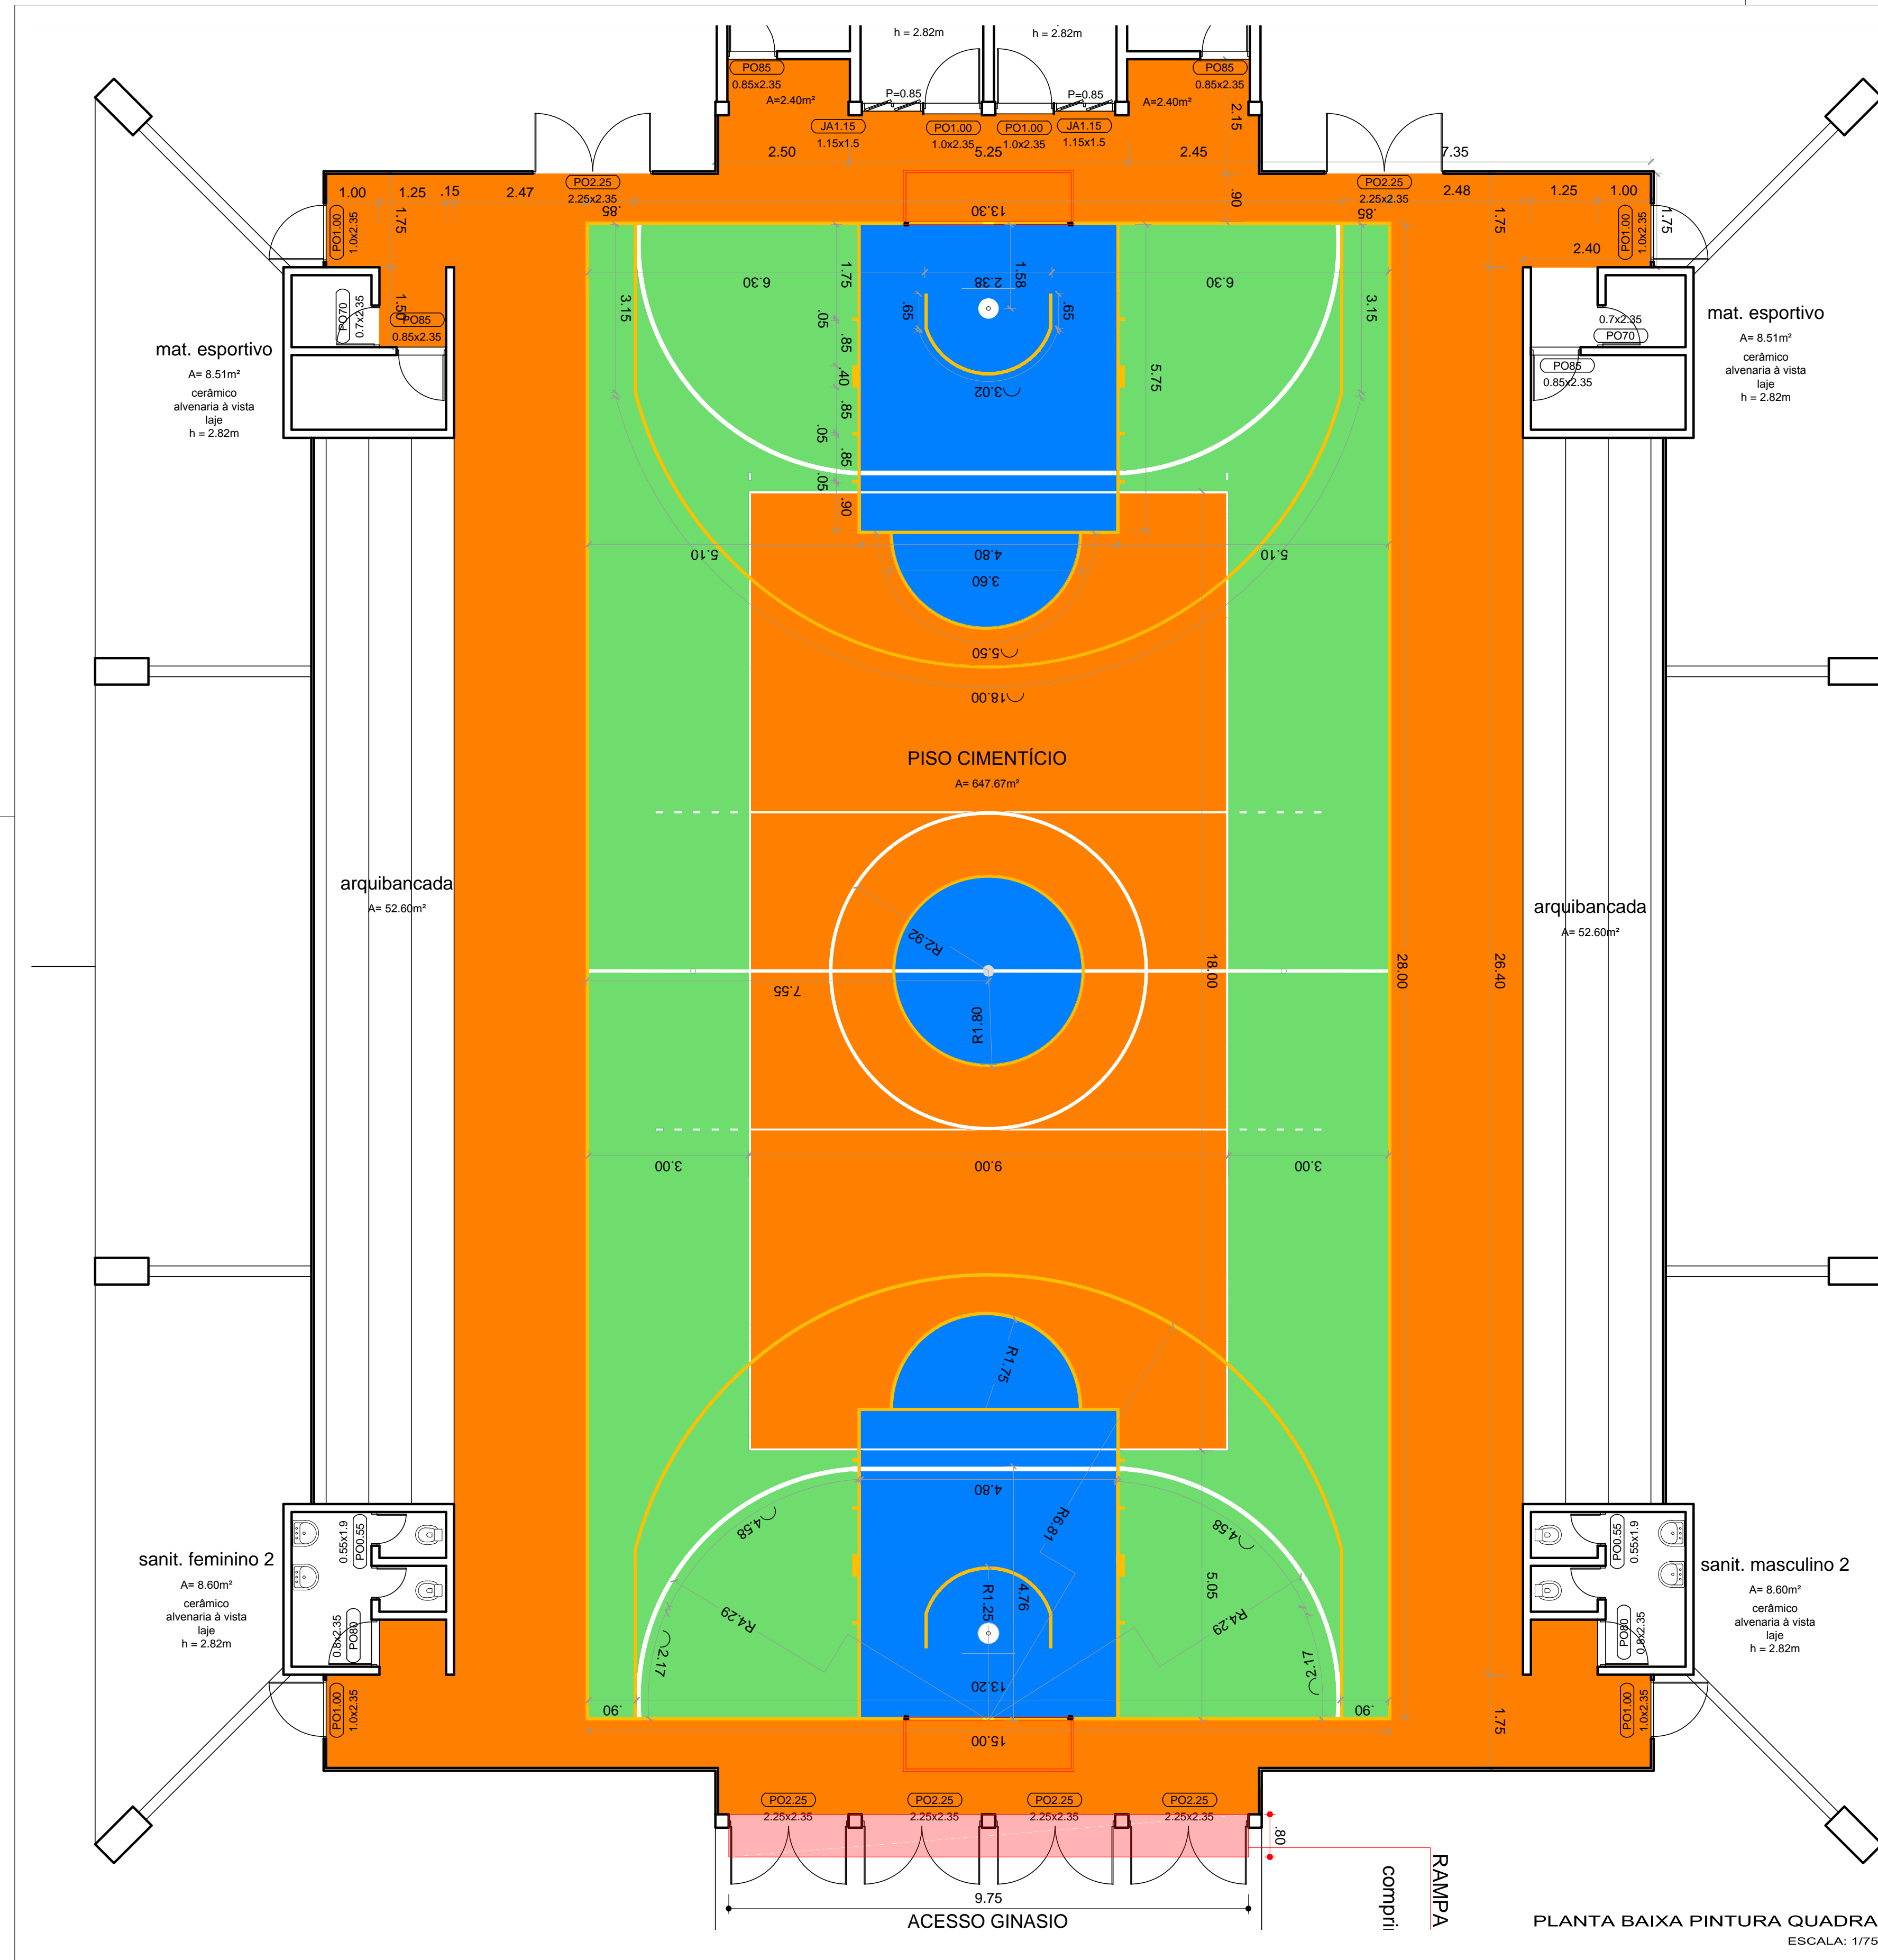 h = 2.82m
h = 2.82m
PO85
0.85x2.35
A=2.40m²
P=0.85
P=0.85
PO85
0.85x2.35
A=2.40m²
JA1.15
1.15x1.5
PO1.00
1.0x2.35
PO1.00
1.0x2.35
JA1.15
1.15x1.5
2.15
2.50
5.25
2.45
7.35
1.00
1.25
.15
2.47
PO2.25
2.25x2.35
.85
13.30
.90
PO2.25
2.25x2.35
.85
2.48
1.25
1.00
PO1.00
1.0x2.35
1.75
1.75
PO1.00
1.0x2.35
1.75
2.40
6.30
1.75
2.38
1.58
6.30
3.15
3.15
.65
.65
.05
.85
.40
.85
.05
.85
.05
.90
3.02
5.75
PO70
0.7x2.35
1.50
PO85
0.85x2.35
0.7x2.35
PO70
PO85
0.85x2.35
mat. esportivo
A= 8.51m²
cerâmico
alvenaria à vista
laje
h = 2.82m
mat. esportivo
A= 8.51m²
cerâmico
alvenaria à vista
laje
h = 2.82m
5.10
4.80
5.10
3.60
5.50
18.00
PISO CIMENTÍCIO
A= 647.67m²
arquibancada
A= 52.60m²
arquibancada
A= 52.60m²
R2.92
7.55
R1.80
18.00
28.00
26.40
3.00
9.00
3.00
R1.75
4.80
4.58
R6.81
4.58
R4.29
R1.25
4.76
R4.29
5.05
2.17
2.17
13.20
.90
.90
15.00
1.75
0.55x1.9
PO0.55
0.8x2.35
PO80
sanit. feminino 2
A= 8.60m²
cerâmico
alvenaria à vista
laje
h = 2.82m
PO1.00
1.0x2.35
PO0.55
0.55x1.9
PO80
0.8x2.35
sanit. masculino 2
A= 8.60m²
cerâmico
alvenaria à vista
laje
h = 2.82m
PO1.00
1.0x2.35
PO2.25
2.25x2.35
PO2.25
2.25x2.35
PO2.25
2.25x2.35
PO2.25
2.25x2.35
.80
RAMPA
9.75
ACESSO GINASIO
PLANTA BAIXA PINTURA QUADRA
ESCALA: 1/75